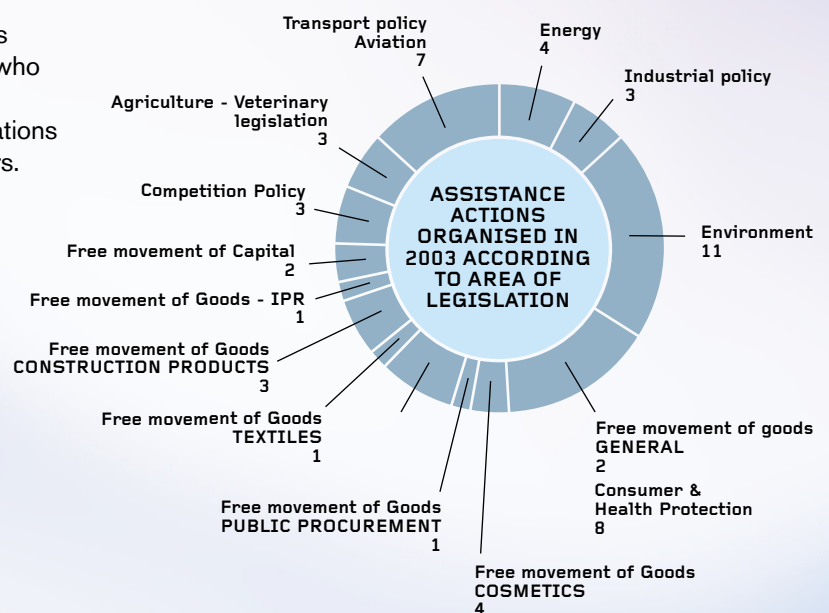 s
who
ations
s.
Transport policy
Aviation
7
Energy
4
Industrial policy
3
Agriculture - Veterinary
legislation
3
Competition Policy
3
Free movement of Capital
2
Free movement of Goods - IPR
1
Free movement of Goods
CONSTRUCTION PRODUCTS
3
Free movement of Goods
TEXTILES
1
Free movement of Goods
PUBLIC PROCUREMENT
1
Free movement of Goods
COSMETICS
4
Free movement of goods
GENERAL
2
Consumer &
Health Protection
8
Environment
11
ASSISTANCE
ACTIONS
ORGANISED IN
2003 ACCORDING
TO AREA OF
LEGISLATION